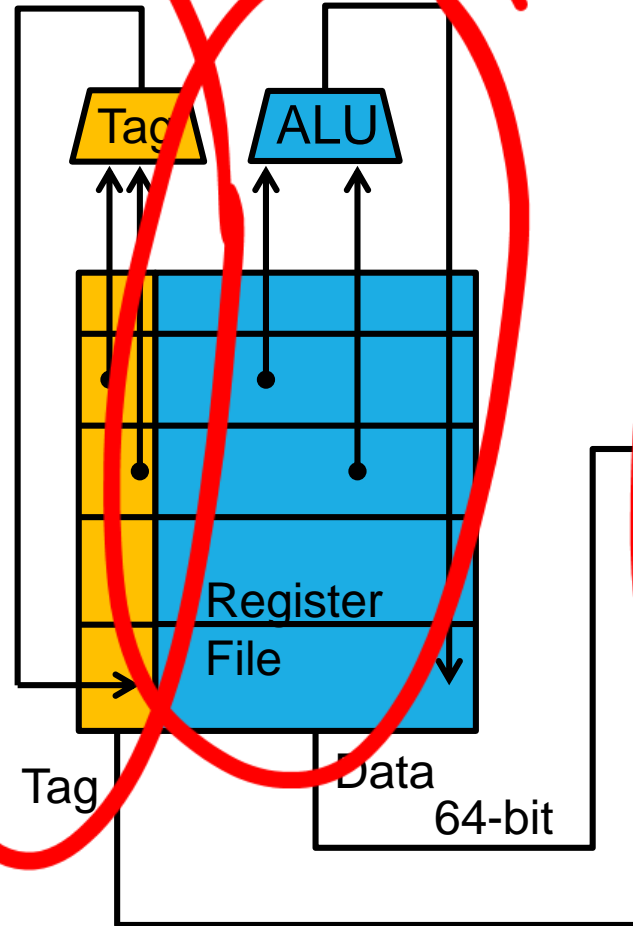 Tag
ALU
Register
File
Tag
Data
64-bit